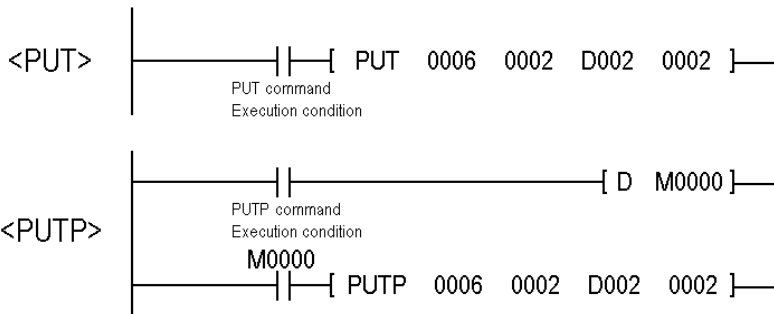 <PUT> PUT 0006 0002 D002 0002
PUT command
Execution condition
D M0000
PUTP command
<PUTP>
Execution condition
M0000
PUTP 0006 0002 D002 0002